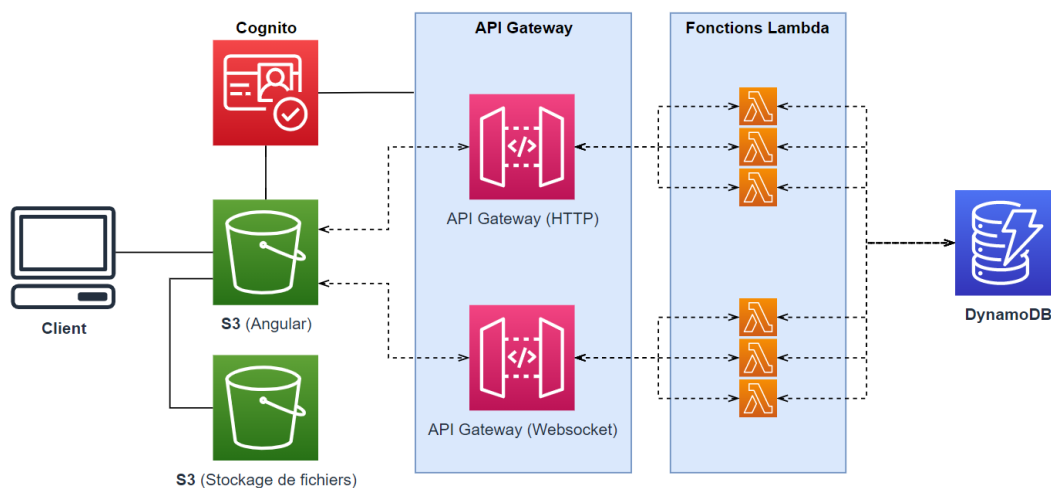 Cognito
API Gateway
Fonctions Lambda
API Gateway (HTTP)
Client
S3 (Angular)
DynamoDB
API Gateway (Websocket)
S3 (Stockage de fichiers)